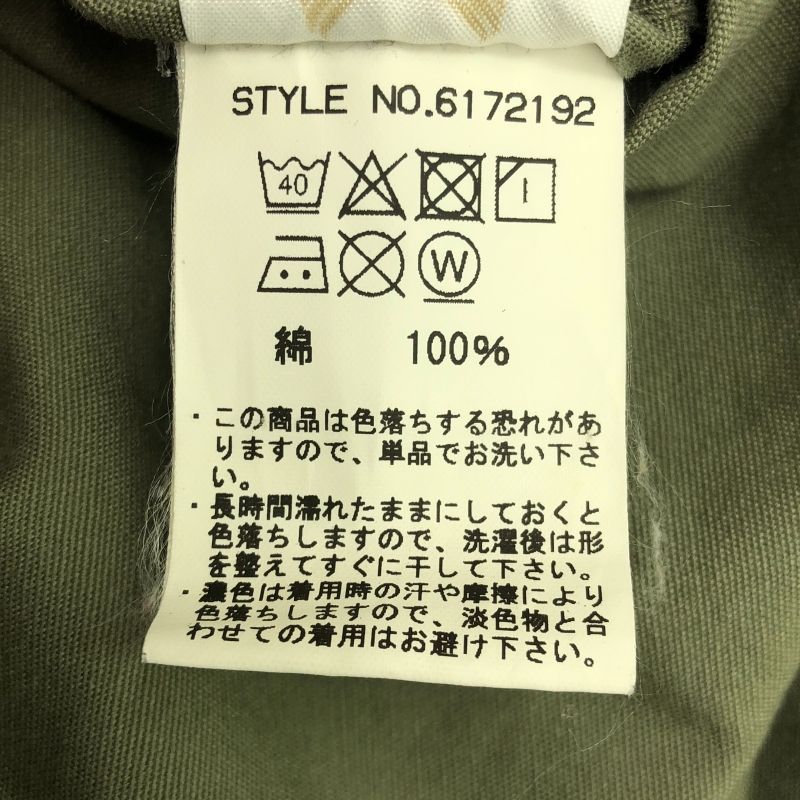 STYLE NO.6172192
40
W
綿 100%
・この商品は色落ちする恐れがあ
りますので、単品でお洗い下さ
い。
・長時間濡れたままにしておくと
色落ちしますので、洗濯後は形
を整えてすぐに干して下さい。
・濃色は着用時の汗や摩擦により
色落ちしますので、淡色物と合
わせての着用はお避け下さい。